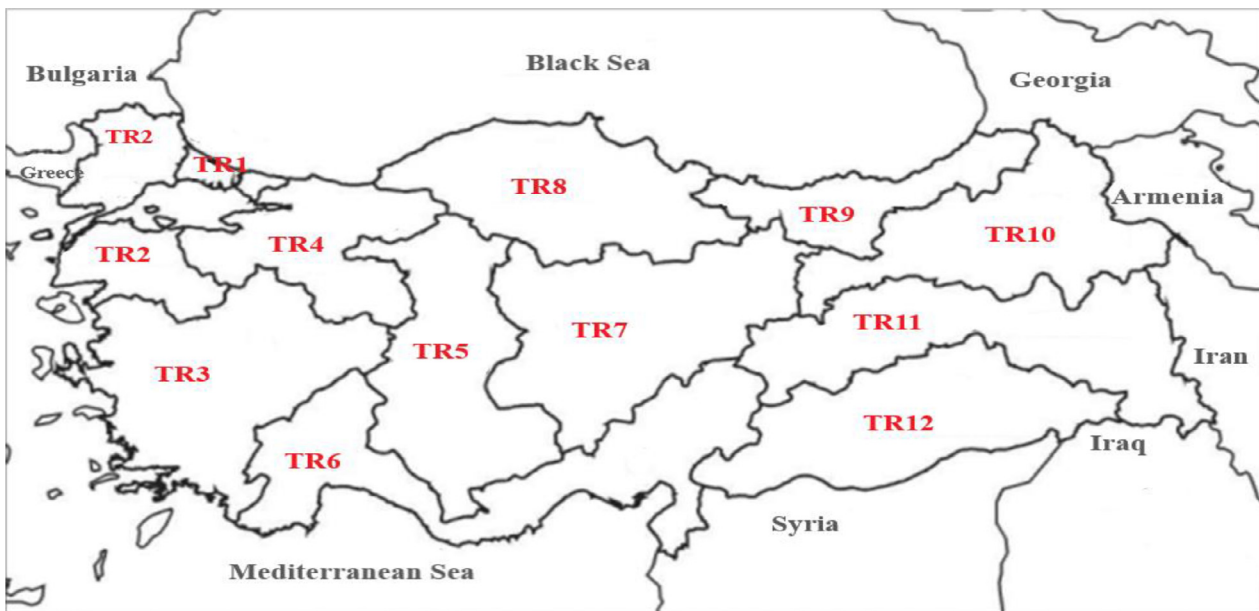 Bulgaria
Black Sea
Georgia
TR2
TR1
Greece
TR8
TR9
Armenia
TR4
TR10
TR2
TR11
TR7
TR5
Iran
TR3
TR12
Iraq
TR6
Syria
Mediterranean Sea